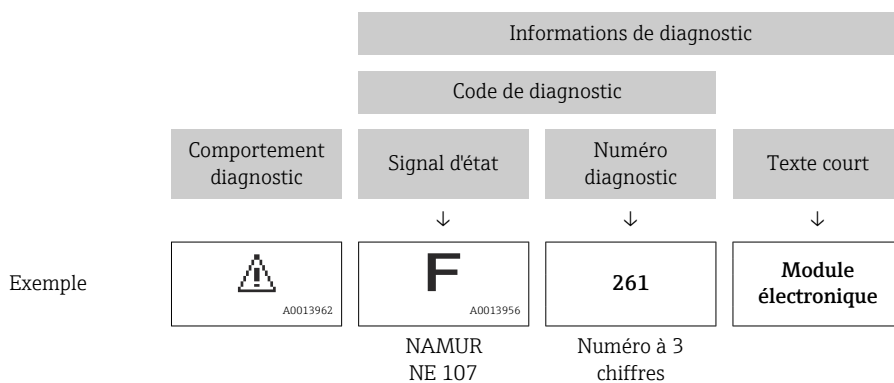 Informations de diagnostic
Code de diagnostic
Comportement
diagnostic
Signal d'état
Numéro
diagnostic
Texte court
↓ ↓ ↓
Exemple
A0013962
F
A0013956
261
Module
électronique
NAMUR
NE 107
Numéro à 3
chiffres